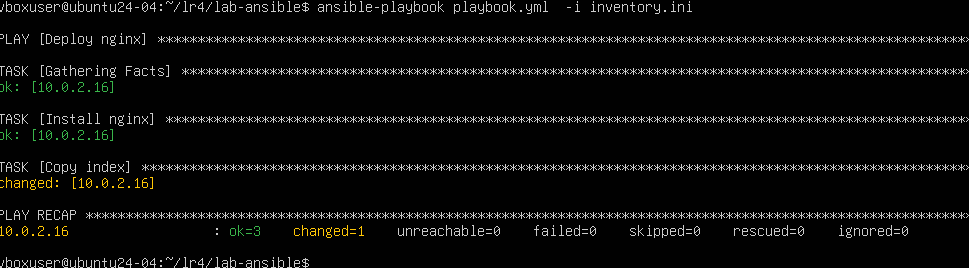 vboxuser@ubuntu24-04:~/lr4/lab-ansible$ ansible-playbook playbook.yml  -i inventory.ini
PLAY [Deploy nginx] *****************************************************************************************************
TASK [Gathering Facts] **************************************************************************************************
ok: [10.0.2.16]
TASK [Install nginx] ****************************************************************************************************
ok: [10.0.2.16]
TASK [Copy index] *******************************************************************************************************
changed: [10.0.2.16]
PLAY RECAP **************************************************************************************************************
10.0.2.16                  : ok=3    changed=1    unreachable=0    failed=0    skipped=0    rescued=0    ignored=0
vboxuser@ubuntu24-04:~/lr4/lab-ansible$